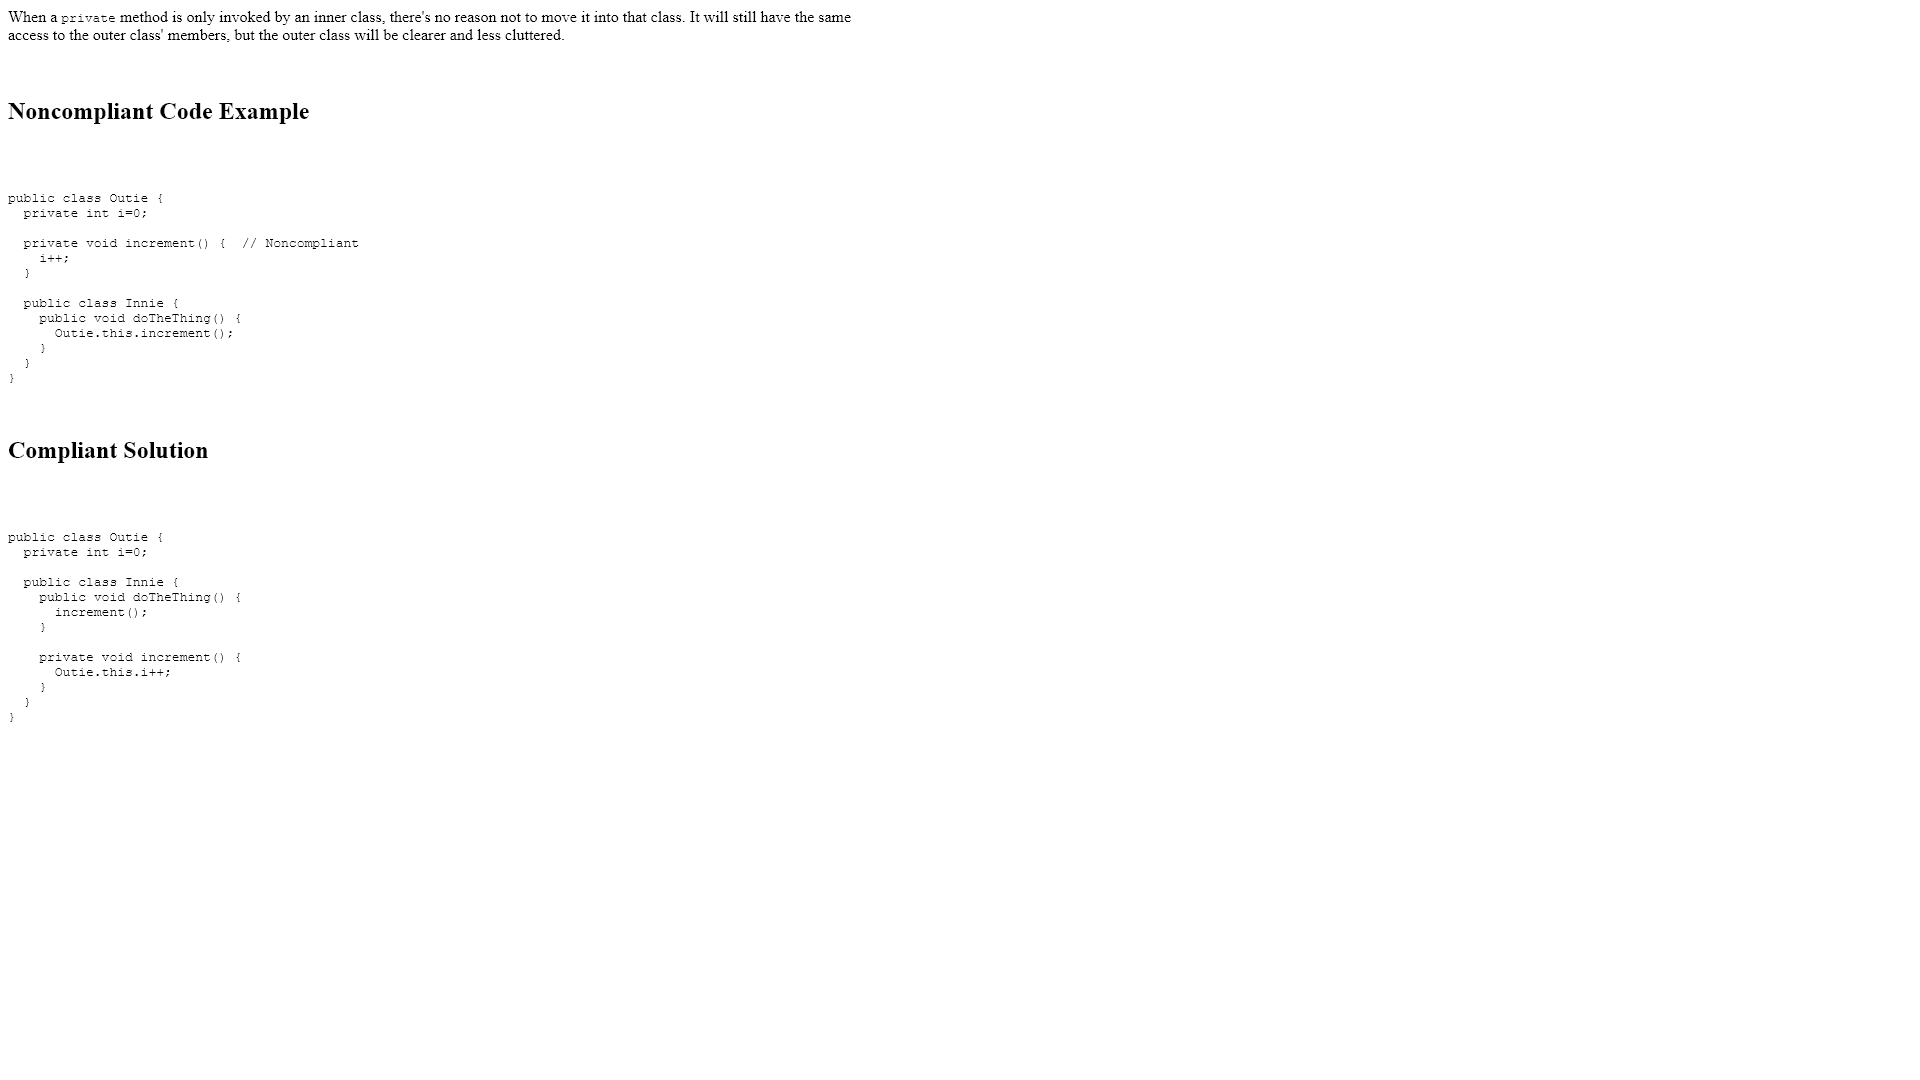 When a private method is only invoked by an inner class, there's no reason not to move it into that class. It will still have the same
access to the outer class' members, but the outer class will be clearer and less cluttered.
Noncompliant Code Example
public class Outie {
  private int i=0;
  private void increment() {  // Noncompliant
    i++;
  }
  public class Innie {
    public void doTheThing() {
      Outie.this.increment();
    }
  }
}
Compliant Solution
public class Outie {
  private int i=0;
  public class Innie {
    public void doTheThing() {
      increment();
    }
    private void increment() {
      Outie.this.i++;
    }
  }
}